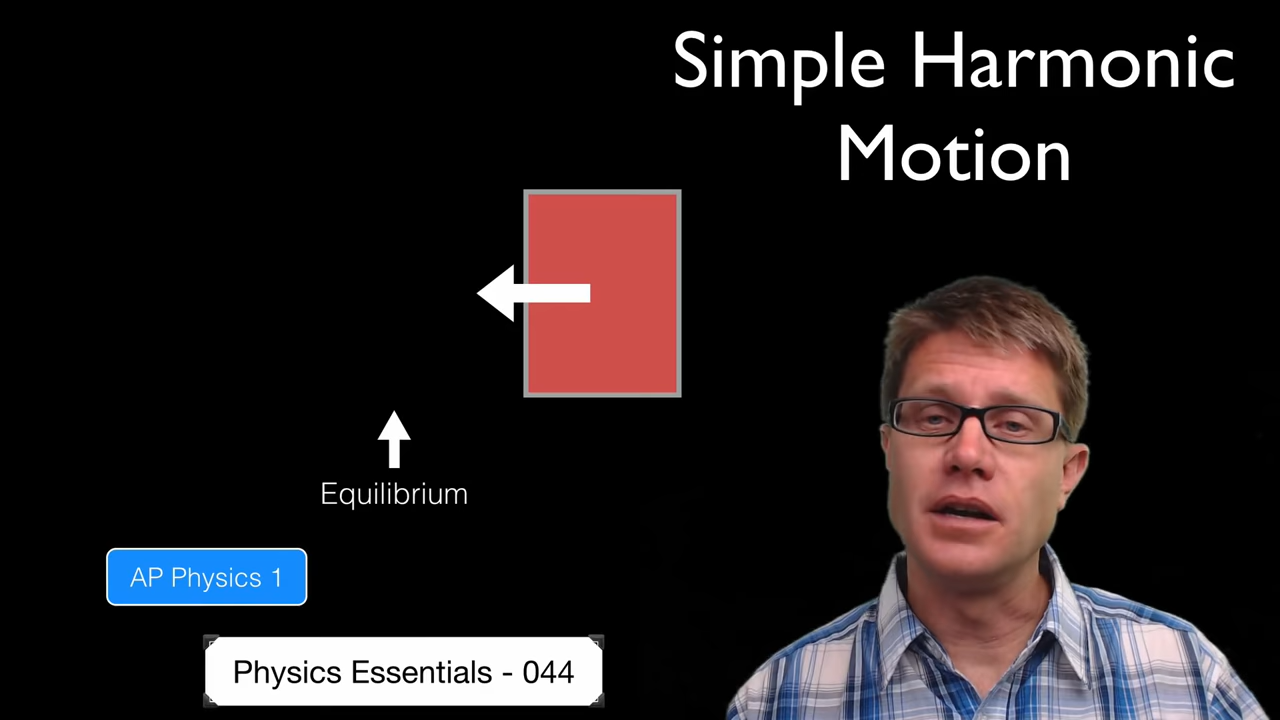 Simple Harmonic
Motion
Equilibrium
AP Physics 1
Physics Essentials - 044